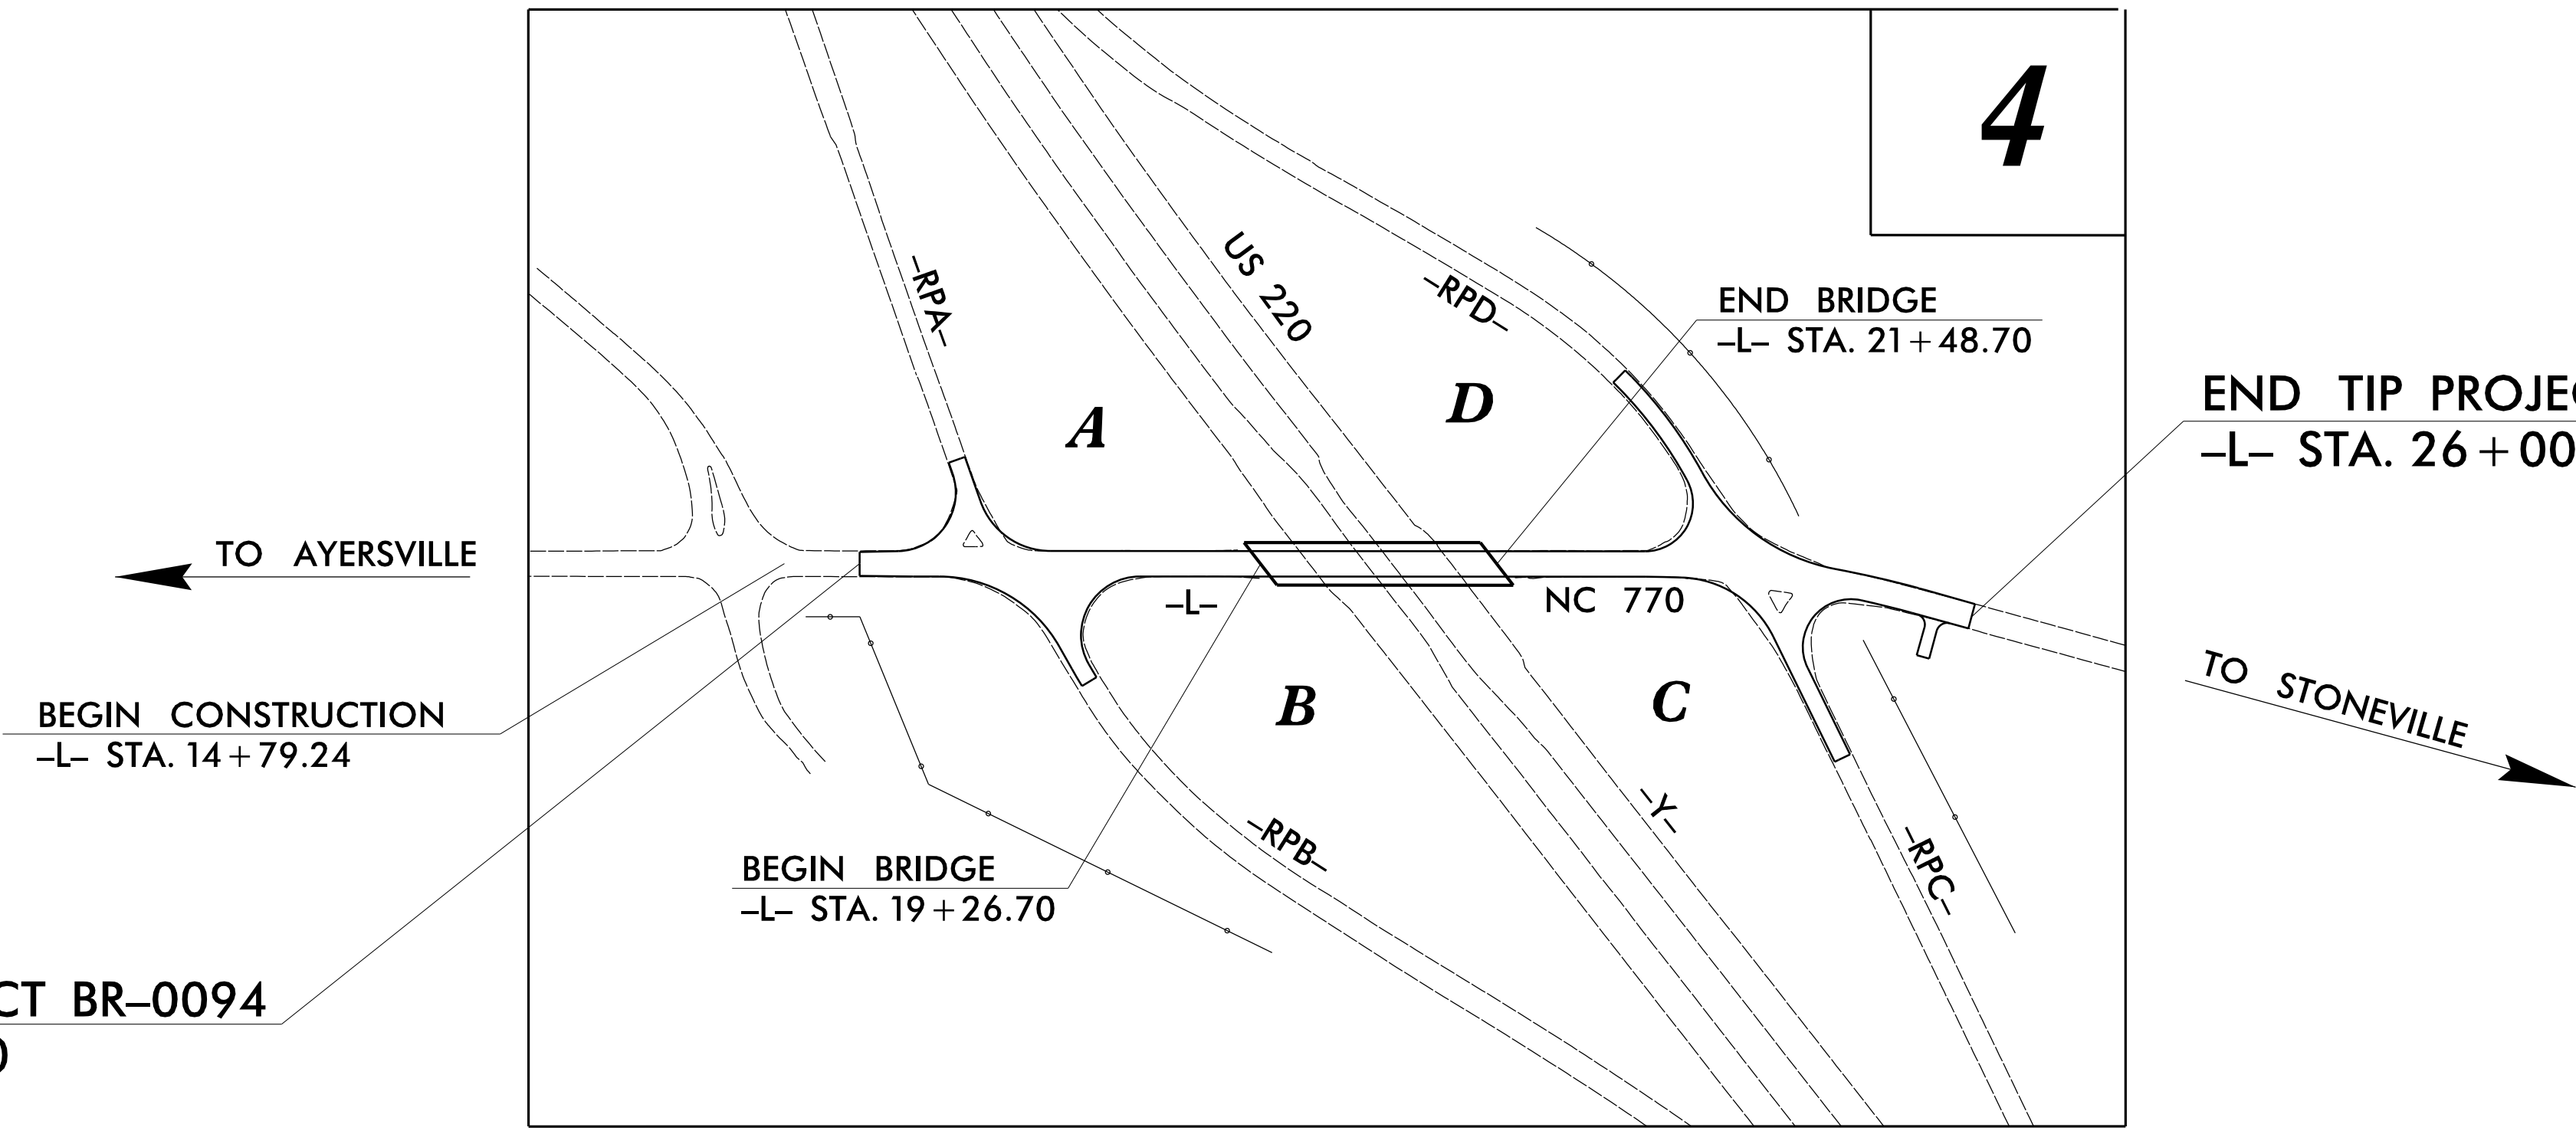 4
–RPA–
US 220
–RPD–
END BRIDGE
–L– STA. 21+48.70
A
D
END TIP PROJE
–L– STA. 26+00
TO AYERSVILLE
–L–
NC 770
BEGIN CONSTRUCTION
–L– STA. 14+79.24
B
C
TO STONEVILLE
–Y–
–RPB–
–RPC–
BEGIN BRIDGE
–L– STA. 19+26.70
CT BR–0094
0